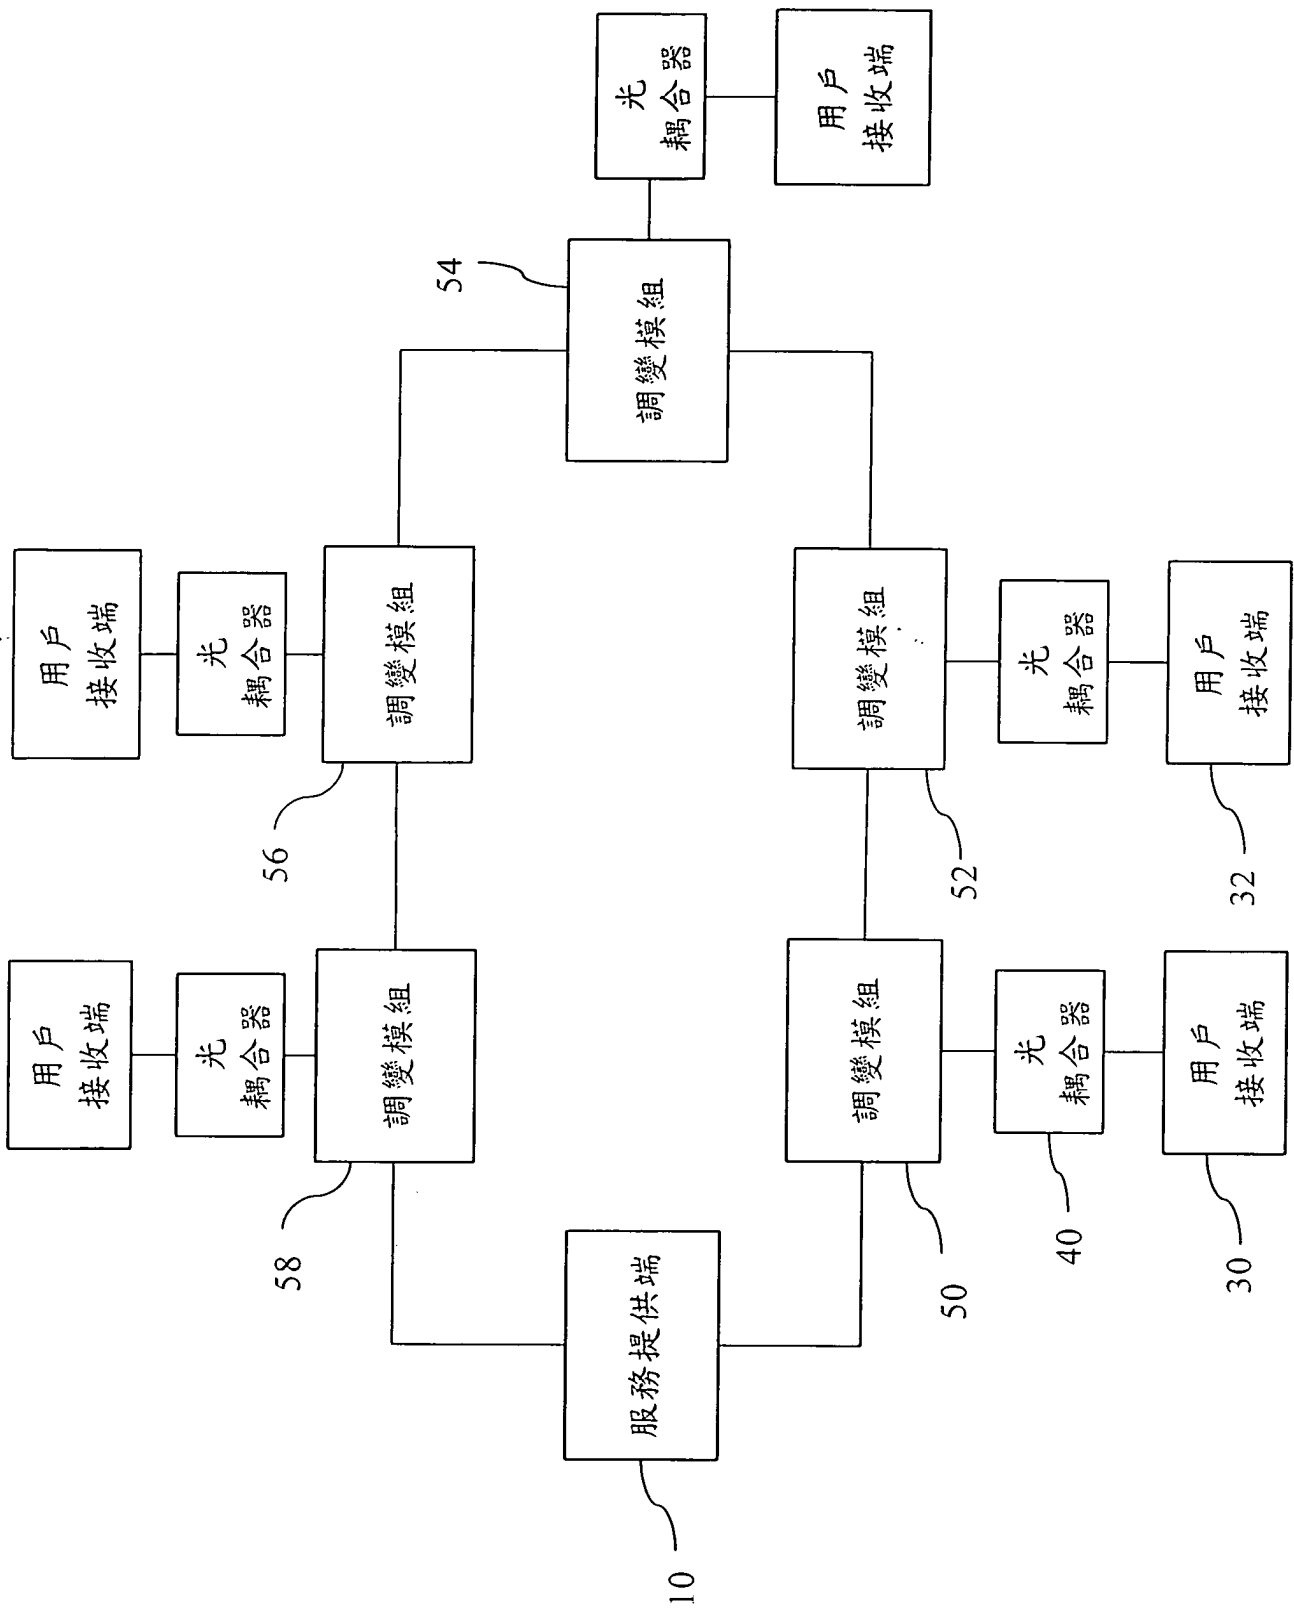 用戶
接收端
光
耦合器
調變模組
58
用戶
接收端
光
耦合器
調變模組
56
服務提供端
10
調變模組
54
光
耦合器
用戶
接收端
調變模組
50
光
耦合器
40
用戶
接收端
30
調變模組
52
光
耦合器
用戶
接收端
32